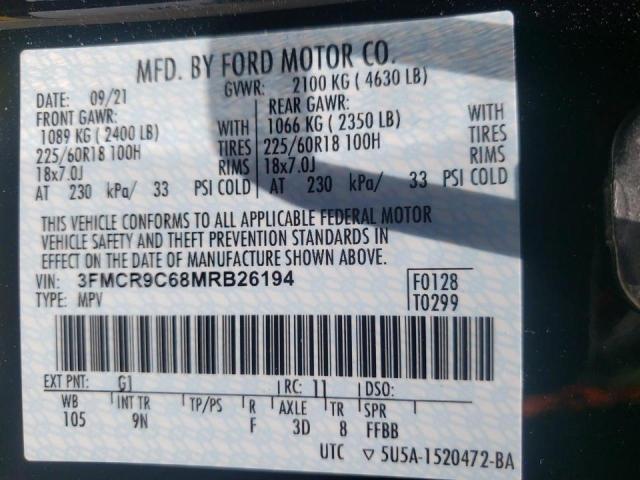 MFD. BY FORD MOTOR CO.
DATE: 09/21 GVWR: 2100 KG ( 4630 LB)
FRONT GAWR: REAR GAWR:
1089 KG ( 2400 LB) WITH 1066 KG ( 2350 LB) WITH
225/60R18 100H TIRES 225/60R18 100H TIRES
18x7.0J RIMS 18x7.0J RIMS
AT 230 kPa/ 33 PSI COLD AT 230 kPa/ 33 PSI COLD
THIS VEHICLE CONFORMS TO ALL APPLICABLE FEDERAL MOTOR
VEHICLE SAFETY AND THEFT PREVENTION STANDARDS IN
EFFECT ON THE DATE OF MANUFACTURE SHOWN ABOVE.
VIN: 3FMCR9C68MRB26194 F0128
TYPE: MPV T0299
EXT PNT: G1 RC: 11 DSO:
WB INT TR TP/PS R AXLE TR SPR
105 9N F 3D 8 FFBB
UTC ▽ 5U5A-1520472-BA